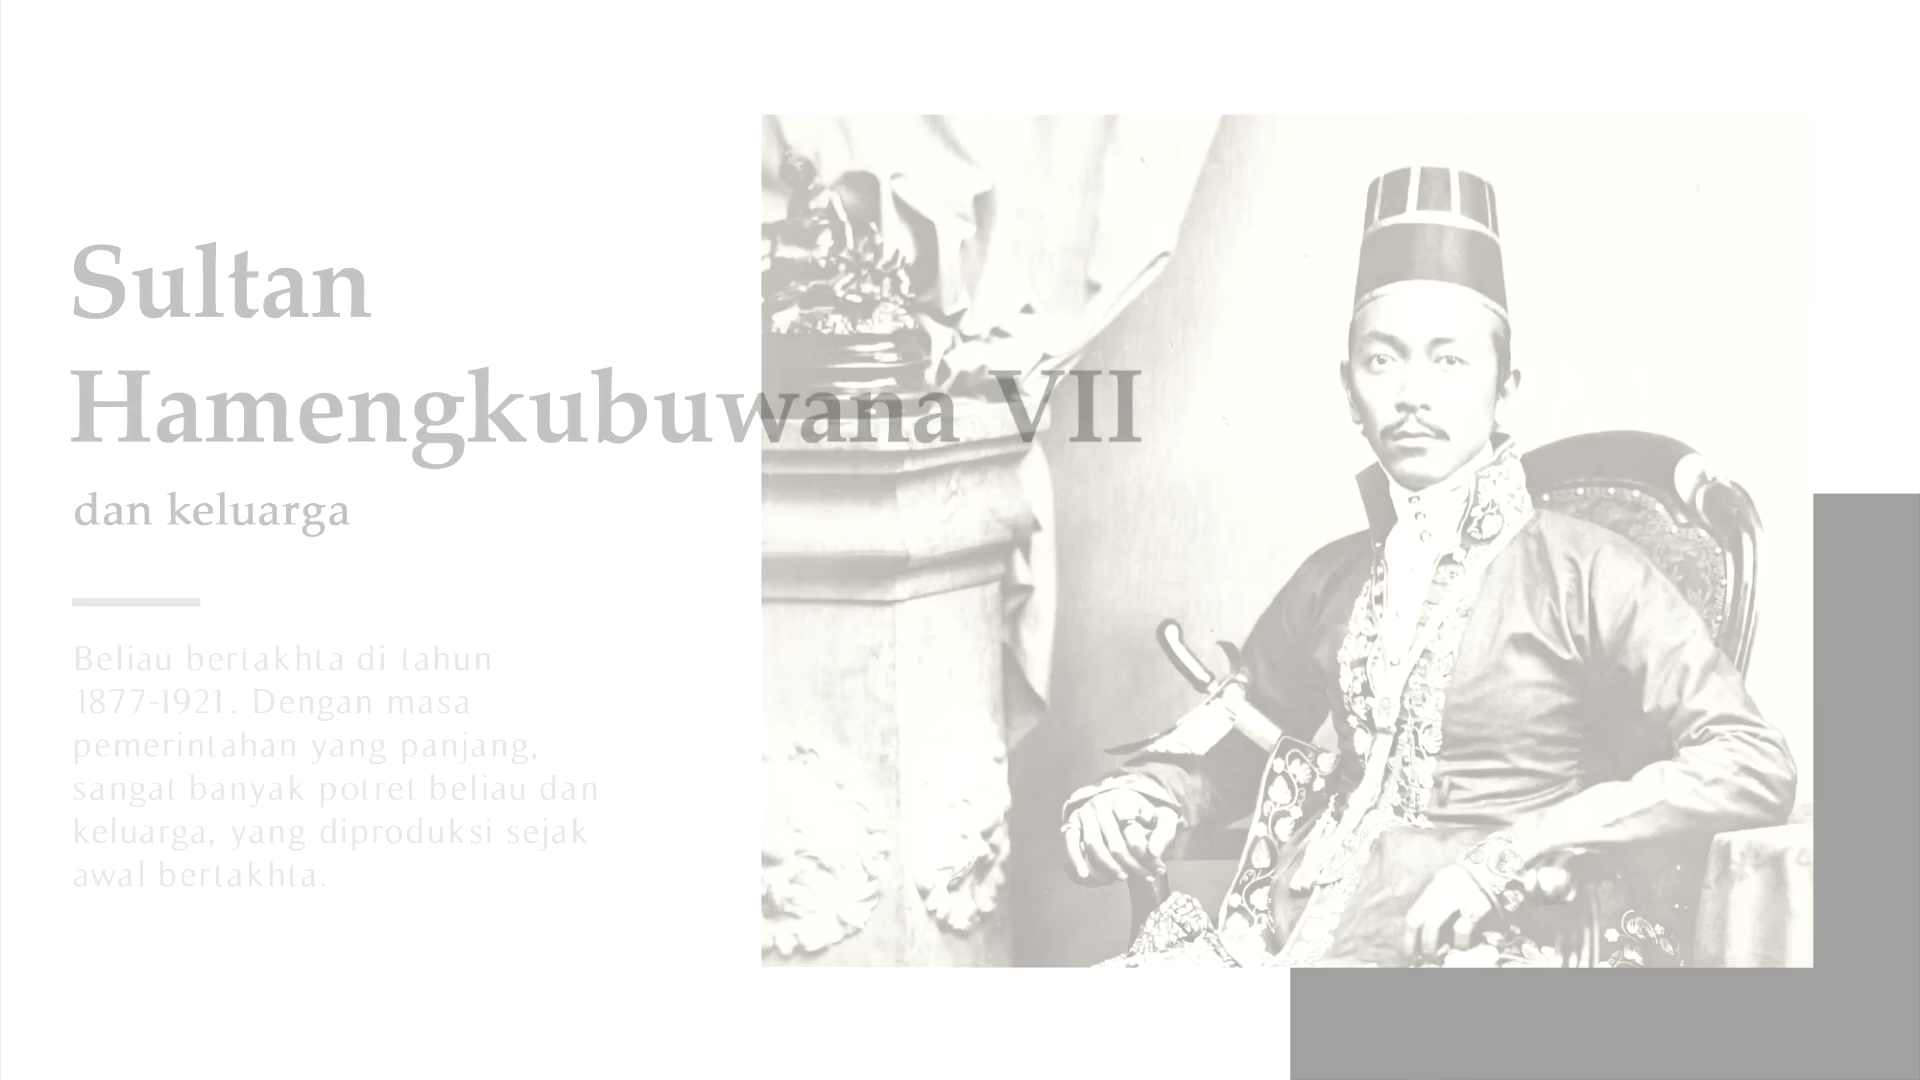 Sultan
Hamengkubuwana VII
dan keluarga
Beliau bertakhta di tahun
1877-1921. Dengan masa
pemerintahan yang panjang,
sangat banyak potret beliau dan
keluarga, yang diproduksi sejak
awal bertakhta.